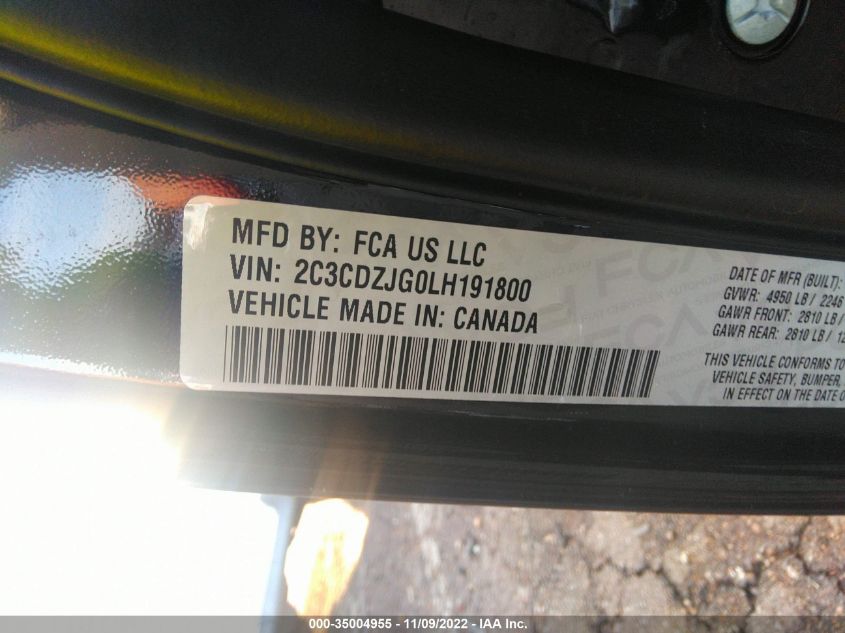 MFD BY: FCA US LLC
VIN: 2C3CDZJG0LH191800
VEHICLE MADE IN: CANADA
DATE OF MFR (BUILT):
GVWR: 4950 LB / 2246
GAWR FRONT: 2810 LB /
GAWR REAR: 2810 LB / 12
THIS VEHICLE CONFORMS TO
VEHICLE SAFETY, BUMPER,
IN EFFECT ON THE DATE O
000-35004955 - 11/09/2022 - IAA Inc.